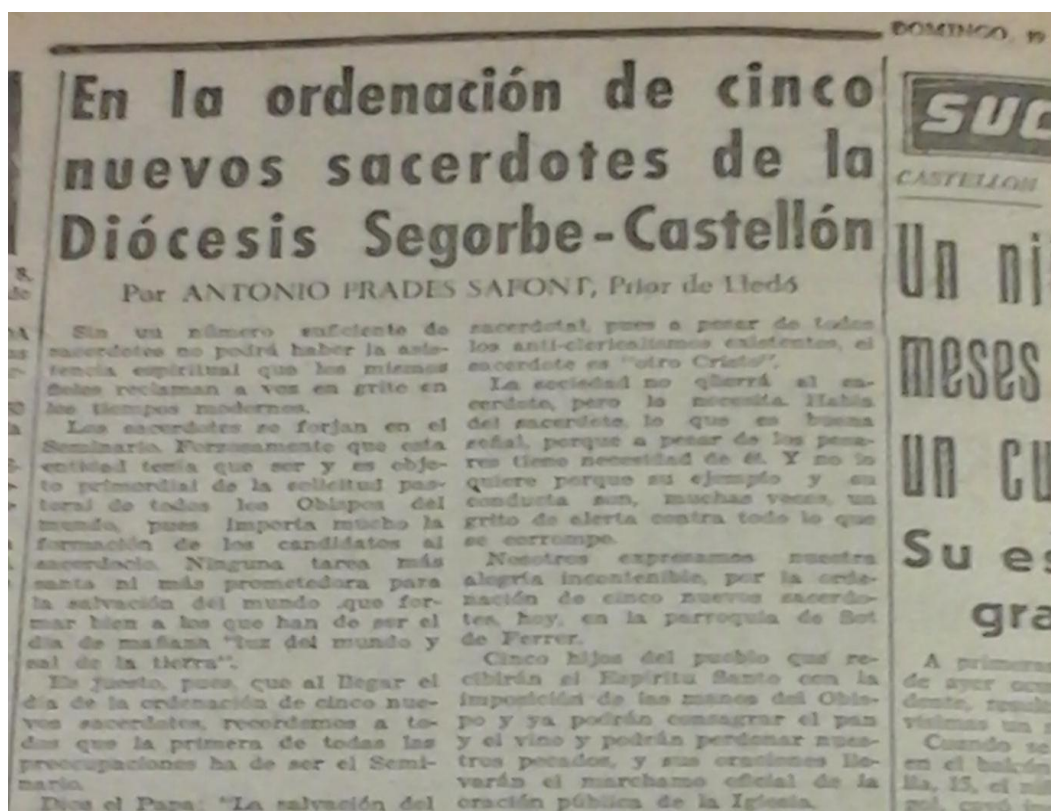 DOMINGO, 19
En la ordenación de cinco
nuevos sacerdotes de la
Diócesis Segorbe-Castellón
Por ANTONIO PRADES SAFONT, Prior de Lledó
Sin un número suficiente de
sacerdotes no podrá haber la asis-
tencia espiritual que los mismos
fieles reclaman a voz en grito en
los tiempos modernos.
Los sacerdotes se forjan en el
Seminario. Forzosamente que esta
entidad tenía que ser y es obje-
to primordial de la solicitud pas-
toral de todos los Obispos del
mundo, pues importa mucho la
formación de los candidatos al
sacerdocio. Ninguna tarea más
santa ni más prometedora para
la salvación del mundo que for-
mar bien a los que han de ser el
día de mañana "luz del mundo y
sal de la tierra".
Es justo, pues, que al llegar el
día de la ordenación de cinco nue-
vos sacerdotes, recordemos a to-
dos que la primera de todas las
preocupaciones ha de ser el Semi-
nario.
Dice el Papa: "La salvación del
sacerdotal, pues a pesar de todos
los anti-clericalismos existentes, el
sacerdote es "otro Cristo".
La sociedad no querrá al sa-
cerdote, pero lo necesita. Habla
del sacerdote, lo que es buena
señal, porque a pesar de los pesa-
res tiene necesidad de él. Y no lo
quiere porque su ejemplo y su
conducta son, muchas veces, un
grito de alerta contra todo lo que
se corrompe.
Nosotros expresamos nuestra
alegría incontenible, por la orde-
nación de cinco nuevos sacerdo-
tes, hoy, en la parroquia de Sot
de Ferrer.
Cinco hijos del pueblo que re-
cibirán el Espíritu Santo con la
imposición de las manos del Obis-
po y ya podrán consagrar el pan
y el vino y podrán perdonar nues-
tros pecados, y sus oraciones lle-
varán el marchamo oficial de la
oración pública de la Iglesia.
SUC
CASTELLON
Un ni
meses
un cu
Su es
gra
A primeras
de ayer
Cuando se
en el balcón